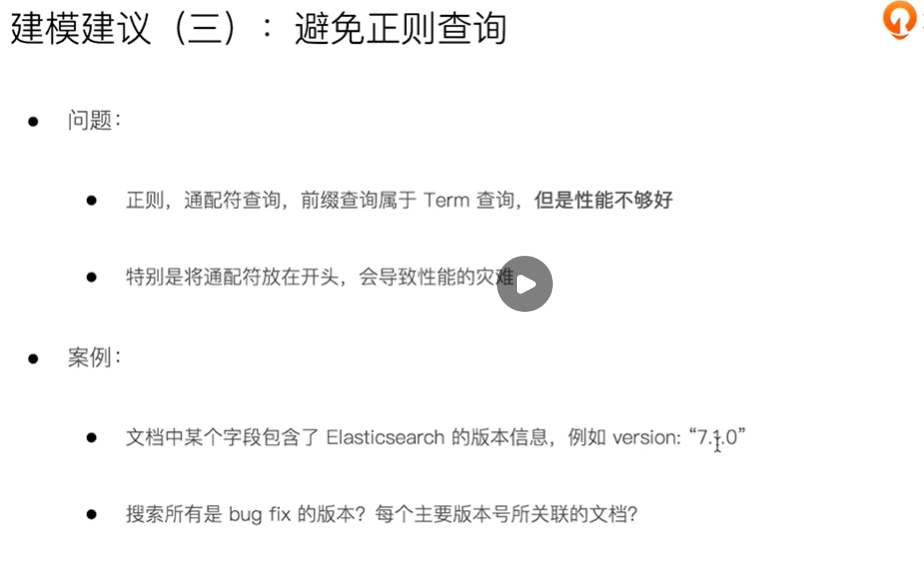 建模建议（三）：避免正则查询
问题：
正则，通配符查询，前缀查询属于 Term 查询，但是性能不够好
特别是将通配符放在开头，会导致性能的灾难
案例：
文档中某个字段包含了 Elasticsearch 的版本信息，例如 version: “7.1.0”
搜索所有是 bug fix 的版本？每个主要版本号所关联的文档？